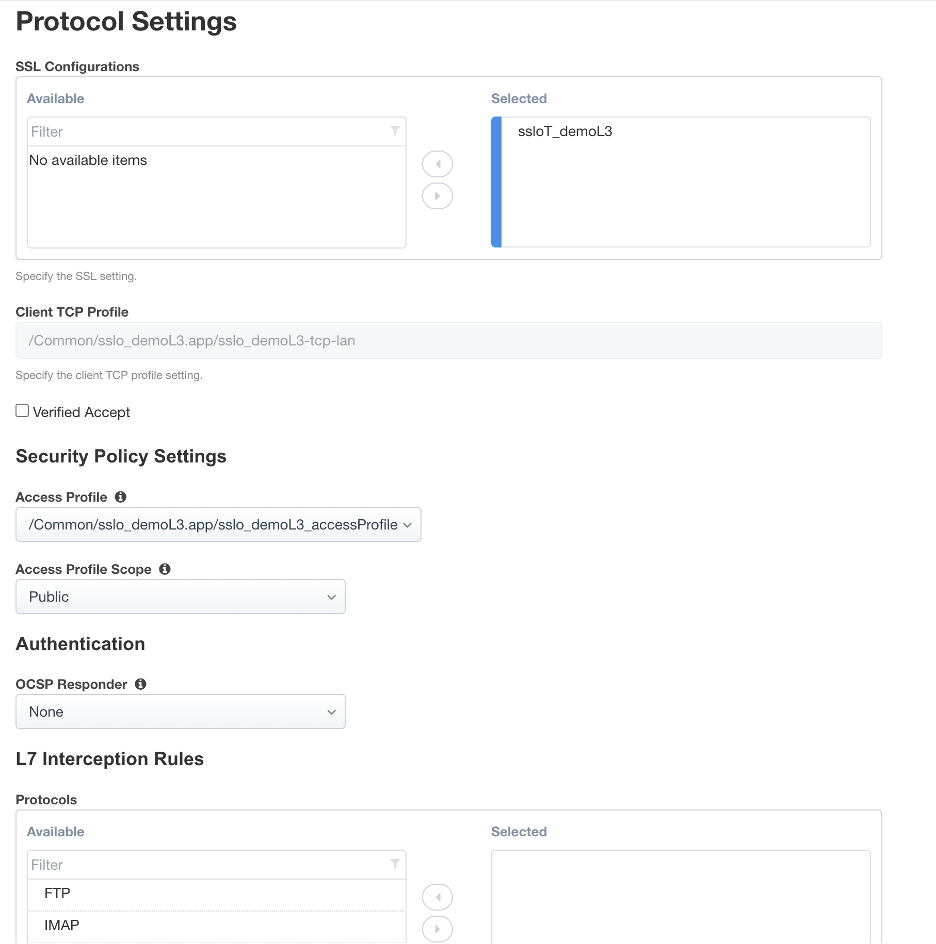 Protocol Settings
SSL Configurations
Available
Selected
Filter
ssloT_demoL3
No available items
Specify the SSL setting.
Client TCP Profile
/Common/sslo_demoL3.app/sslo_demoL3-tcp-lan
Specify the client TCP profile setting.
Verified Accept
Security Policy Settings
Access Profile
/Common/sslo_demoL3.app/sslo_demoL3_accessProfile
Access Profile Scope
Public
Authentication
OCSP Responder
None
L7 Interception Rules
Protocols
Available
Selected
Filter
FTP
IMAP